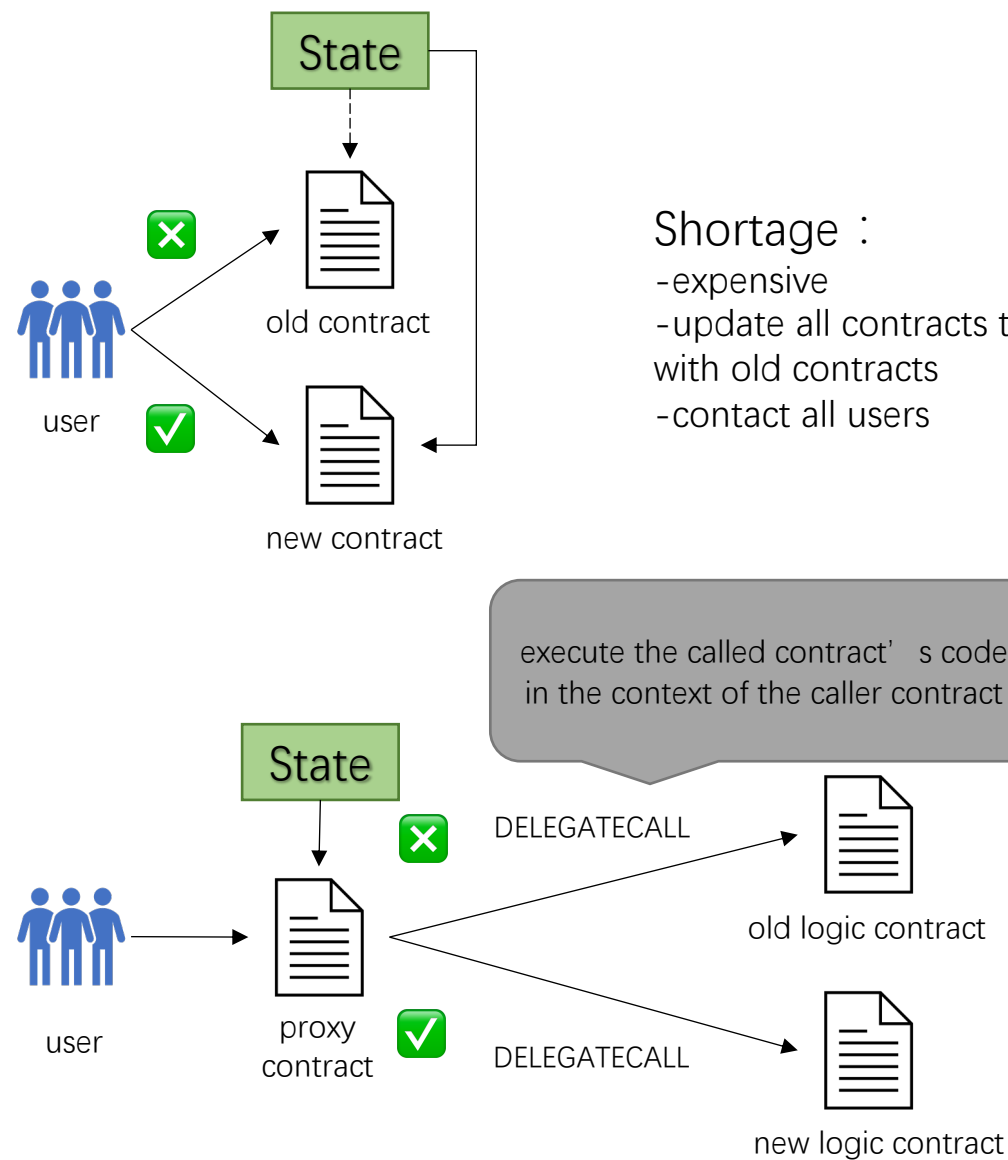 State
old contract
user
new contract
Shortage：
-expensive
-update all contracts
with old contracts
-contact all users
execute the called contract’s code
in the context of the caller contract
State
DELEGATECALL
old logic contract
user
proxy
contract
DELEGATECALL
new logic contract